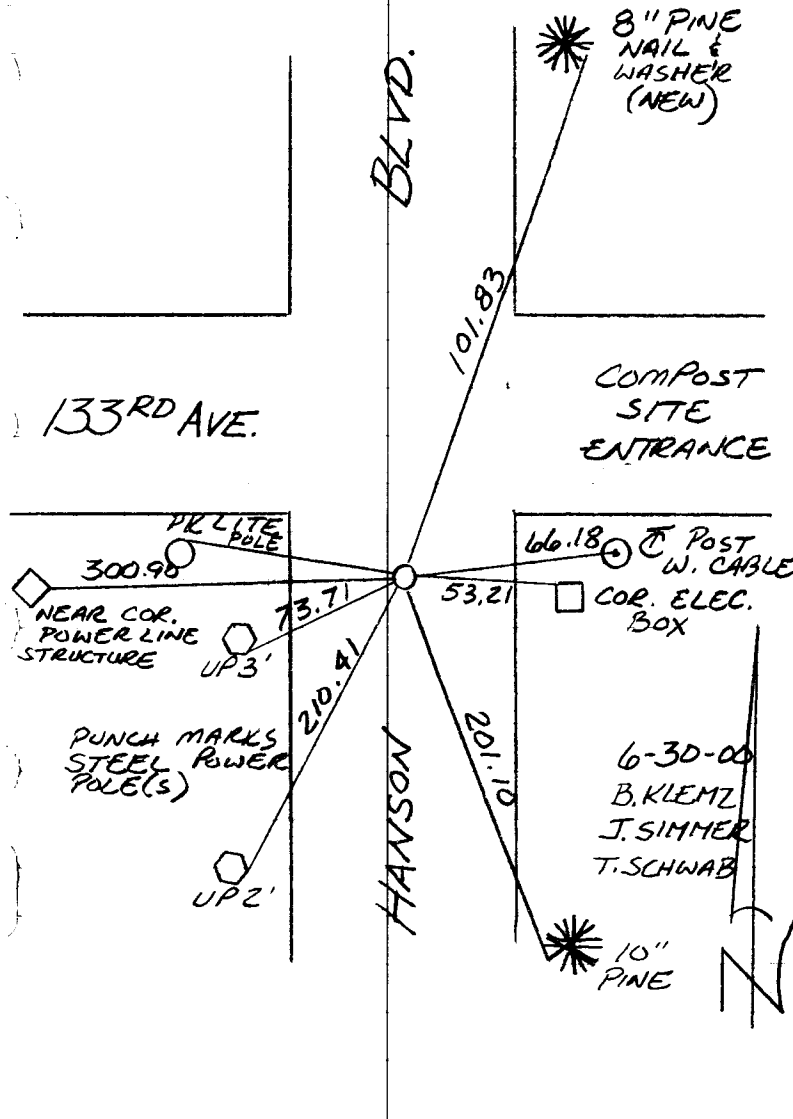 8" PINE
NAIL &
WASHER
(NEW)
BLVD.
101.83
133RD AVE.
COMPOST
SITE
ENTRANCE
PK LITE
POLE
300.90
66.18
℄ POST
W. CABLE
53.21
COR. ELEC.
BOX
NEAR COR.
POWER LINE
STRUCTURE
73.71
UP 3'
210.41
201.10
PUNCH MARKS
STEEL POWER
POLE(S)
UP 2'
HANSON
6-30-00
B. KLEMZ
J. SIMMER
T. SCHWAB
10"
PINE
N